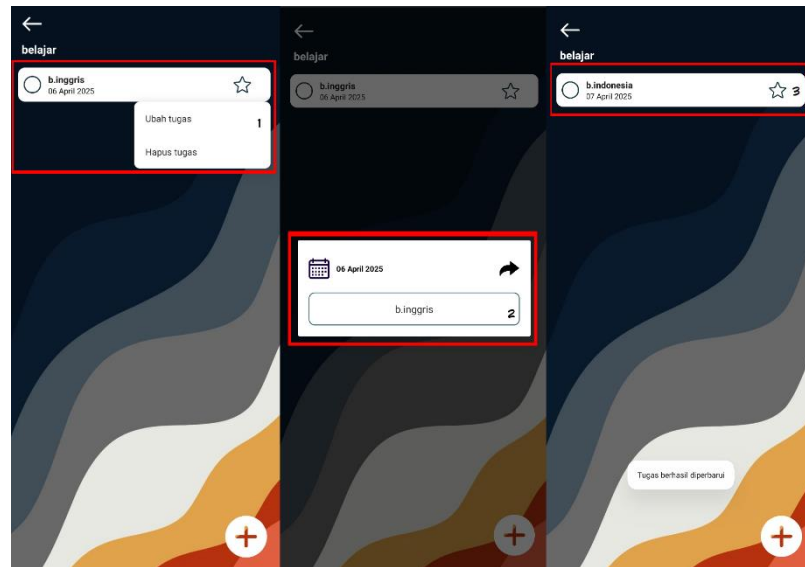 belajar
b.inggris
06 April 2025
Ubah tugas
1
Hapus tugas
belajar
b.inggris
06 April 2025
06 April 2025
b.inggris
2
belajar
b.indonesia
07 April 2025
3
Tugas berhasil diperbarui